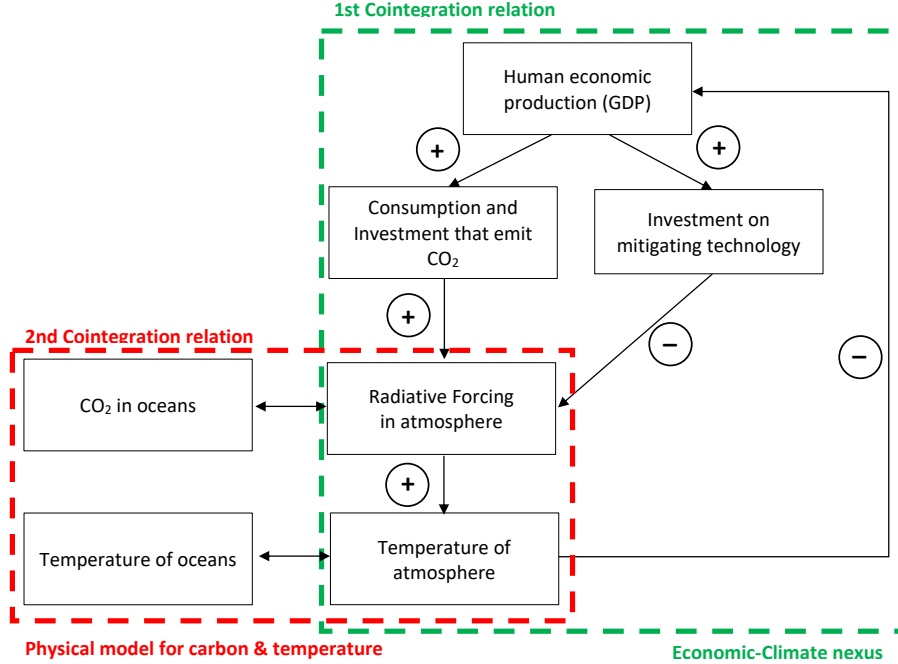 1st Cointegration relation
Human economic
production (GDP)
+
+
Consumption and
Investment that emit
CO₂
Investment on
mitigating technology
+
−
−
2nd Cointegration relation
CO₂ in oceans
Radiative Forcing
in atmosphere
+
Temperature of oceans
Temperature of
atmosphere
Physical model for carbon & temperature
Economic-Climate nexus